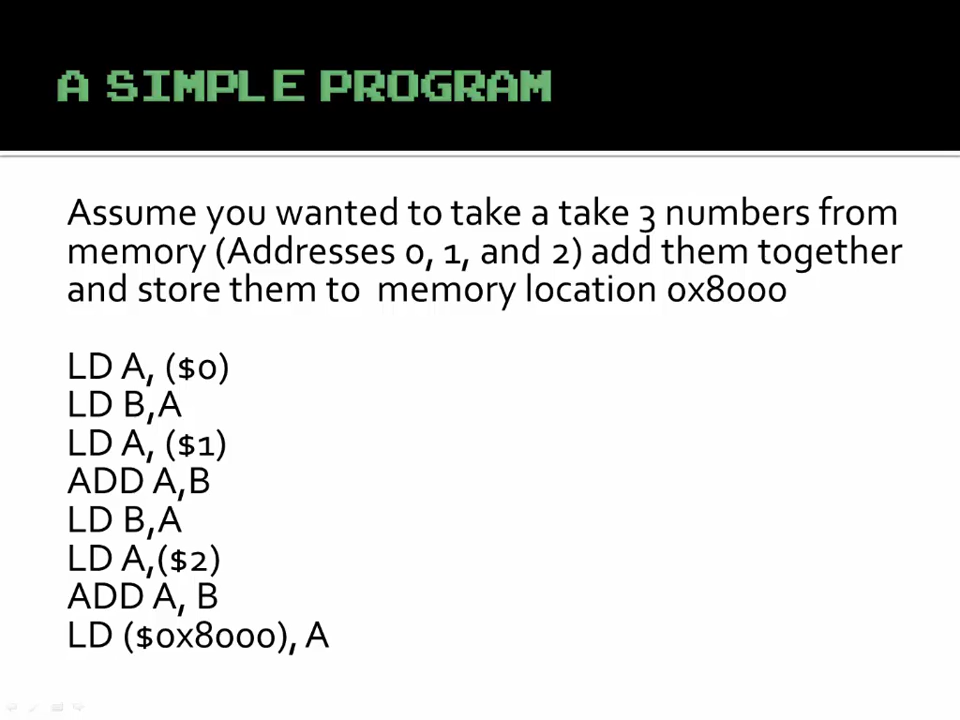 A SIMPLE PROGRAM
Assume you wanted to take a take 3 numbers from
memory (Addresses 0, 1, and 2) add them together
and store them to memory location 0x8000
LD A, ($0)
LD B,A
LD A, ($1)
ADD A,B
LD B,A
LD A,($2)
ADD A, B
LD ($0x8000), A